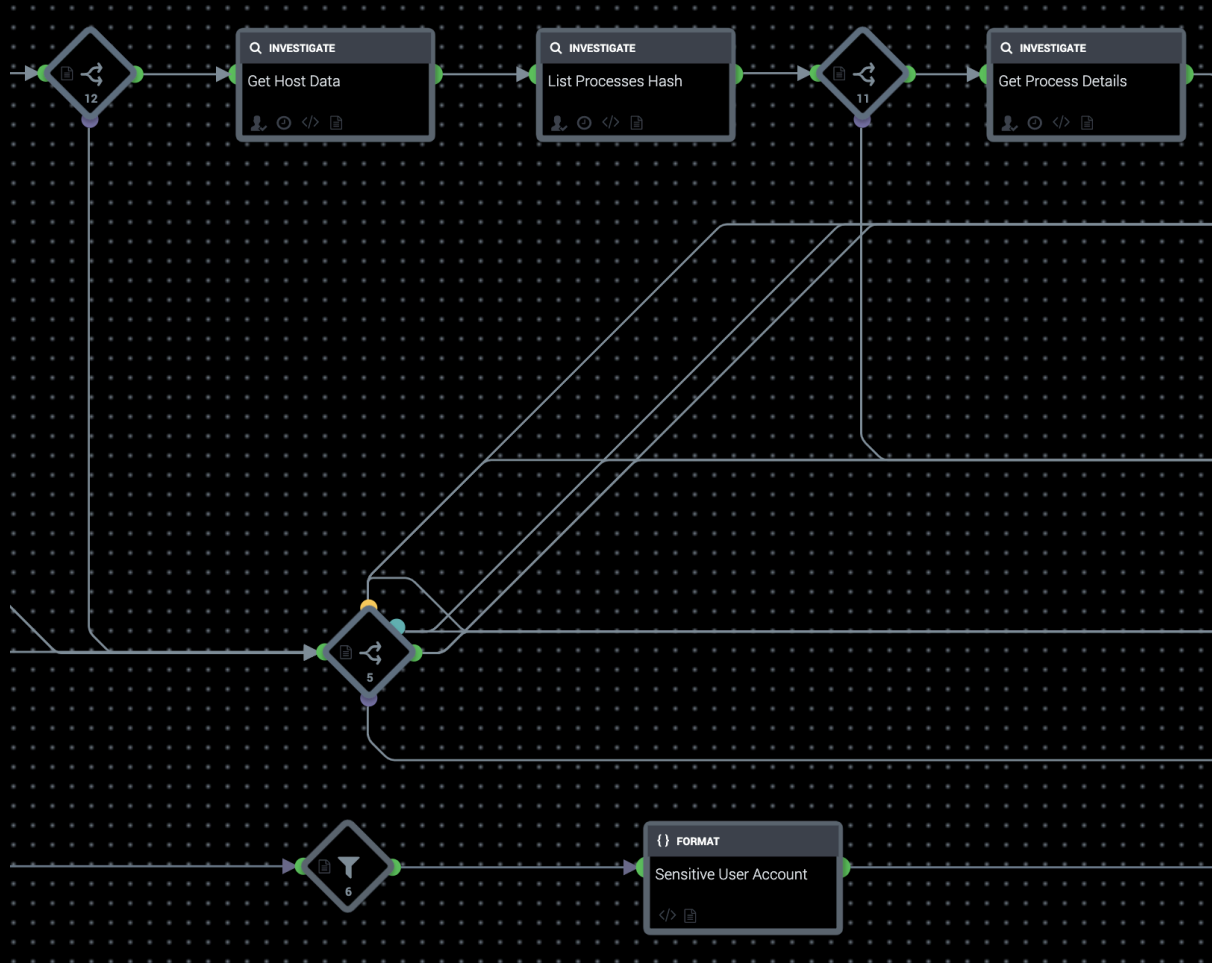 12
INVESTIGATE
Get Host Data
</>
INVESTIGATE
List Processes Hash
</>
11
INVESTIGATE
Get Process Details
</>
5
6
{} FORMAT
Sensitive User Account
</>